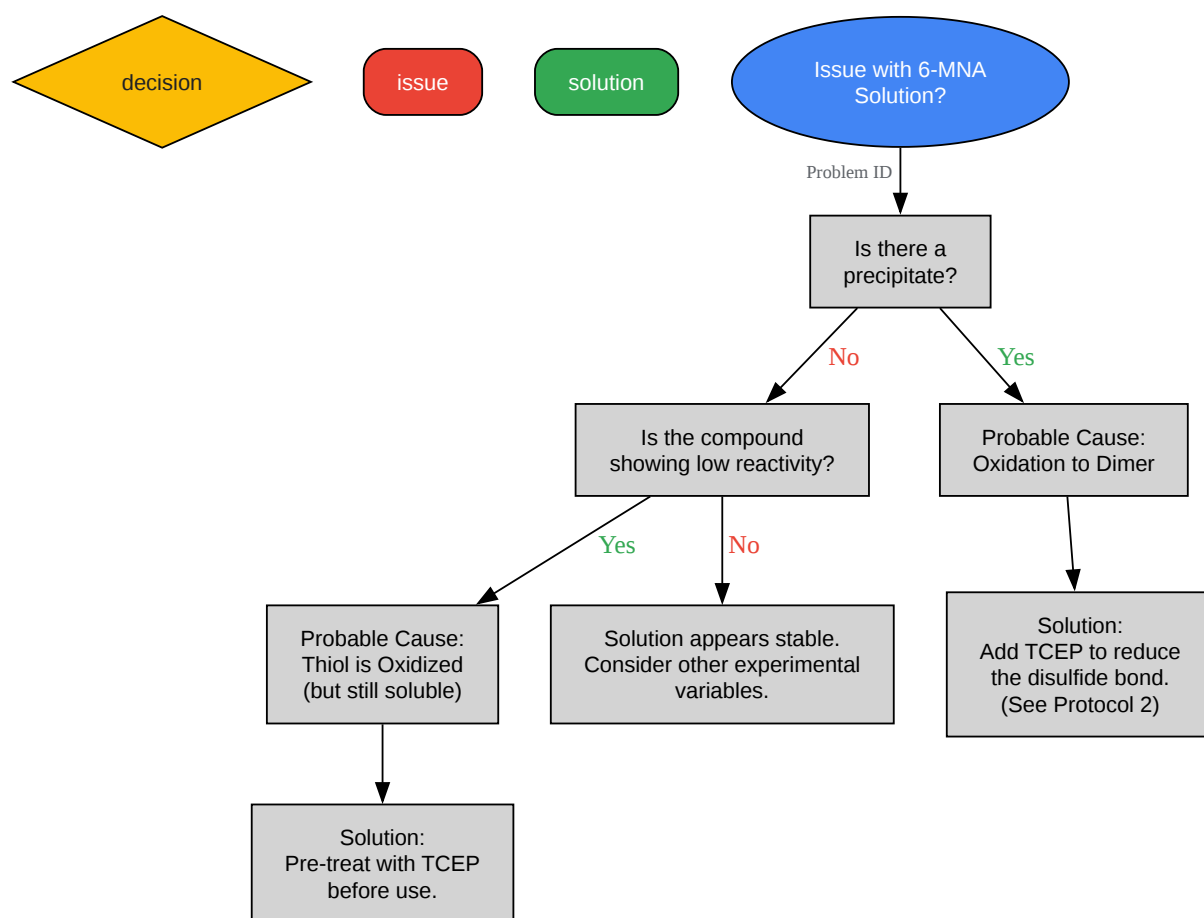 decision
issue
solution
Issue with 6-MNA
Solution?
Problem ID
Is there a
precipitate?
No
Yes
Is the compound
showing low reactivity?
Probable Cause:
Oxidation to Dimer
Yes
No
Probable Cause:
Thiol is Oxidized
(but still soluble)
Solution appears stable.
Consider other experimental
variables.
Solution:
Add TCEP to reduce
the disulfide bond.
(See Protocol 2)
Solution:
Pre-treat with TCEP
before use.